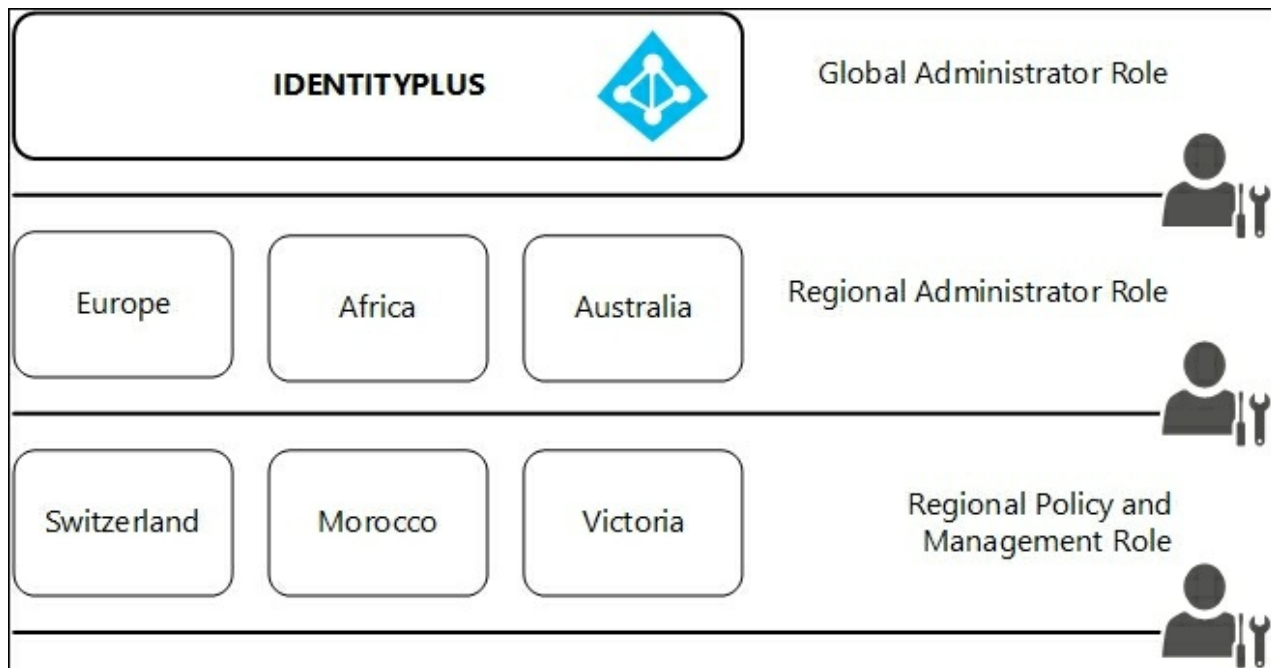 IDENTITYPLUS
Global Administrator Role
Europe
Africa
Australia
Regional Administrator Role
Switzerland
Morocco
Victoria
Regional Policy and
Management Role